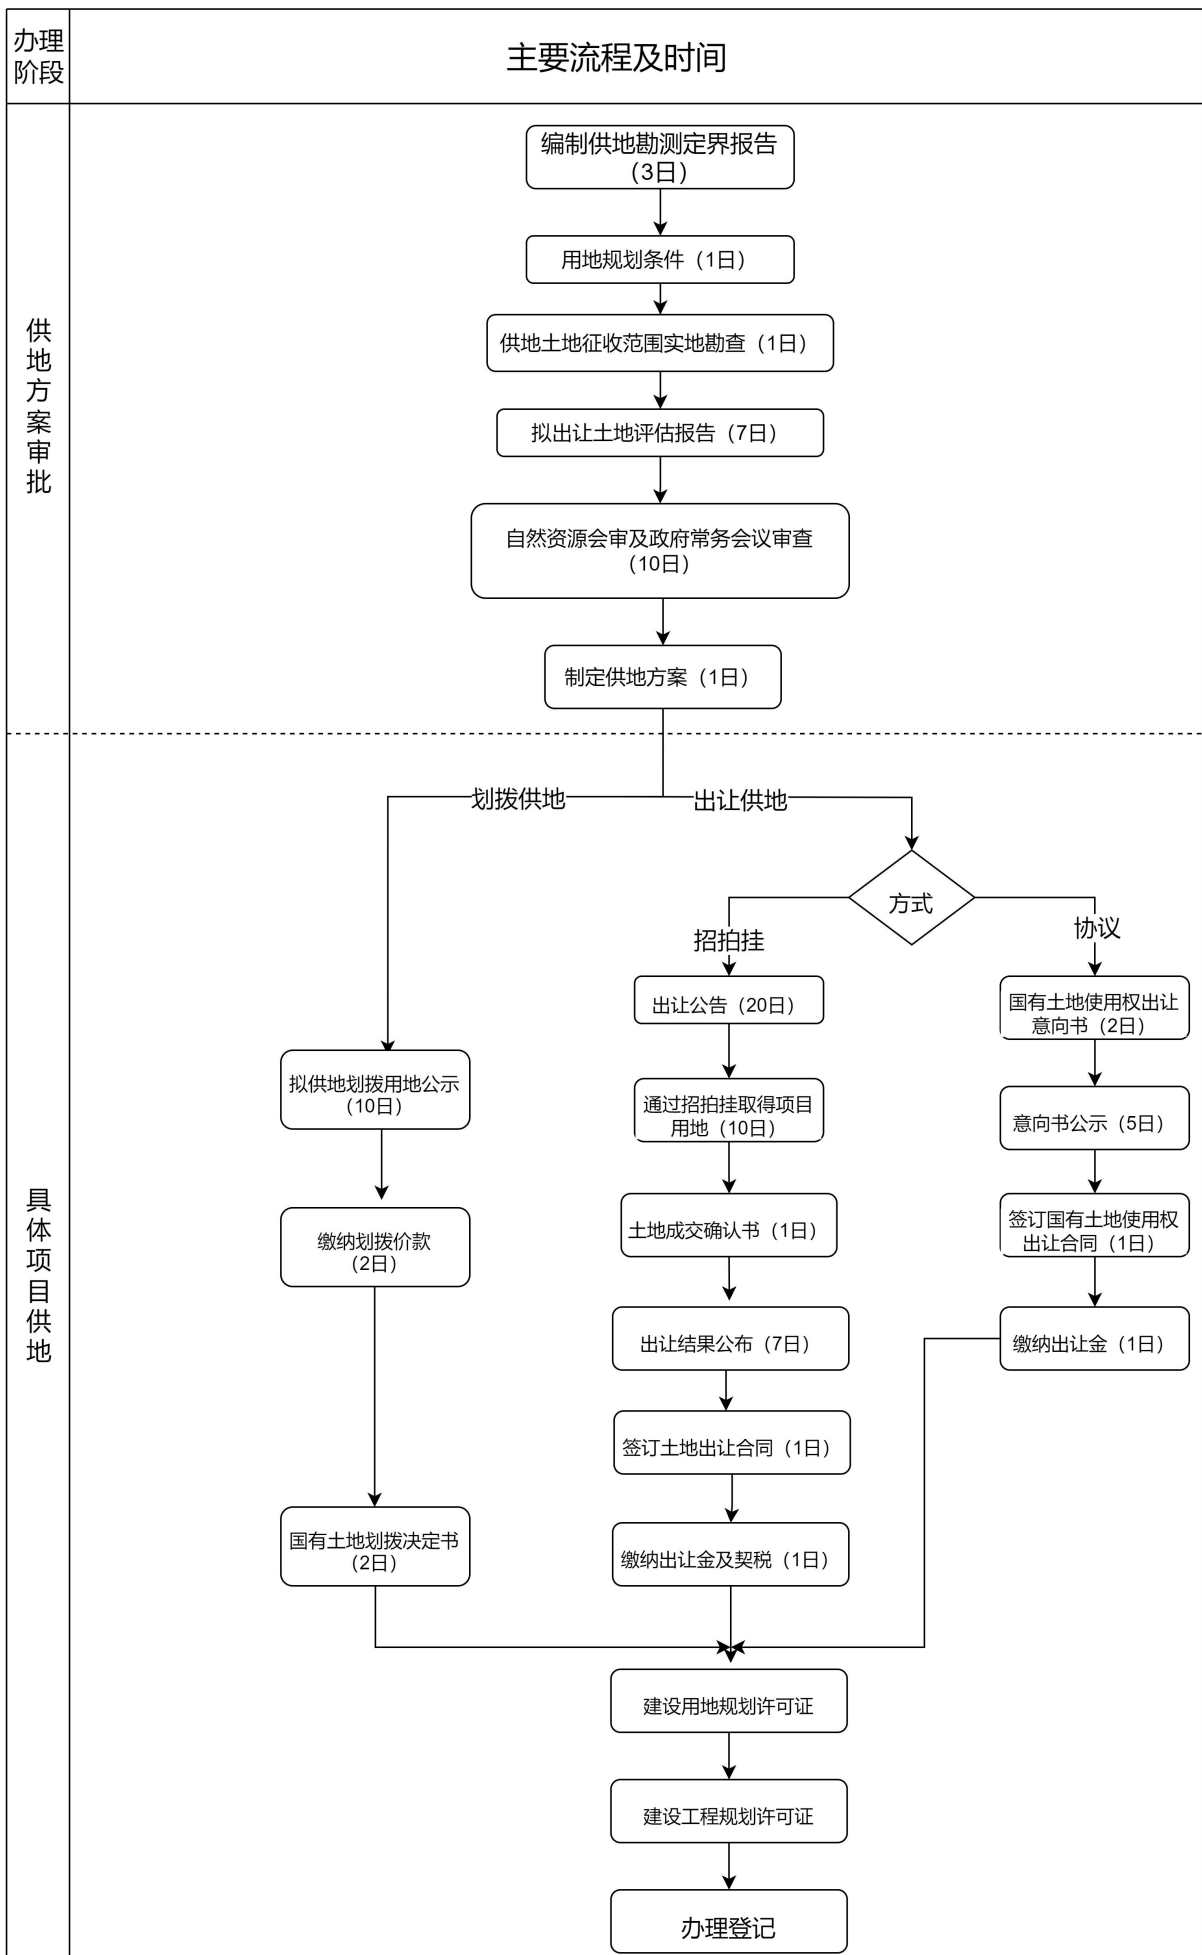 办理
阶段
主要流程及时间
供地方案审批
编制供地勘测定界报告
（3日）
用地规划条件（1日）
供地土地征收范围实地勘查（1日）
拟出让土地评估报告（7日）
自然资源会审及政府常务会议审查
（10日）
制定供地方案（1日）
具体项目供地
划拨供地
出让供地
方式
招拍挂
协议
拟供地划拨用地公示
（10日）
缴纳划拨价款
（2日）
国有土地划拨决定书
（2日）
出让公告（20日）
通过招拍挂取得项目
用地（10日）
土地成交确认书（1日）
出让结果公布（7日）
签订土地出让合同（1日）
缴纳出让金及契税（1日）
国有土地使用权出让
意向书（2日）
意向书公示（5日）
签订国有土地使用权
出让合同（1日）
缴纳出让金（1日）
建设用地规划许可证
建设工程规划许可证
办理登记